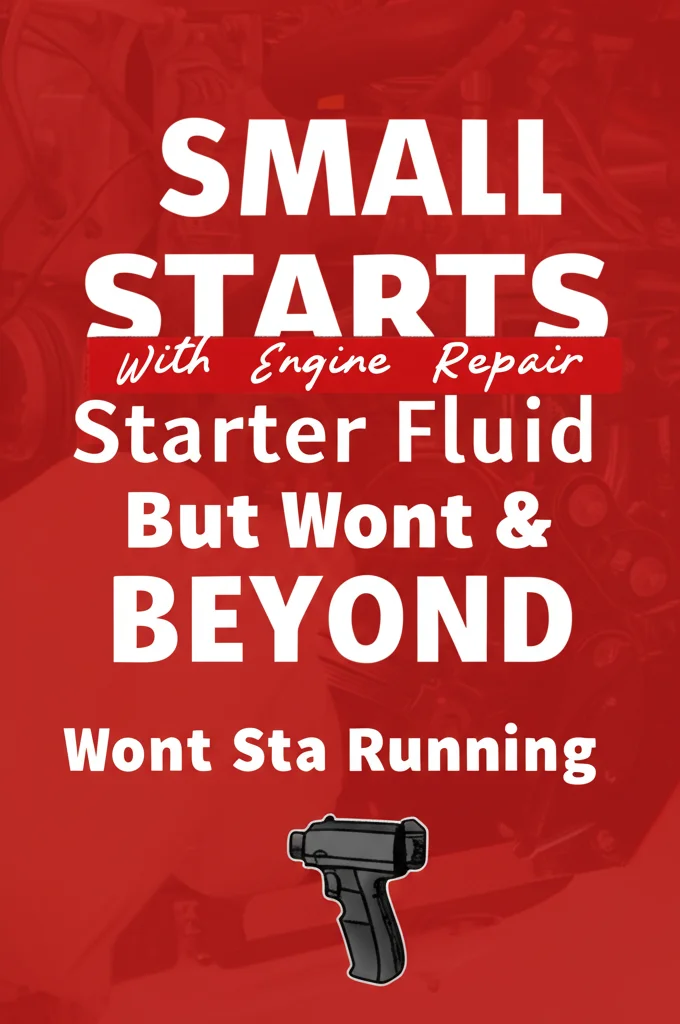 SMALL
STARTS
With Engine Repair
Starter Fluid
But Wont &
BEYOND
Wont Sta Running